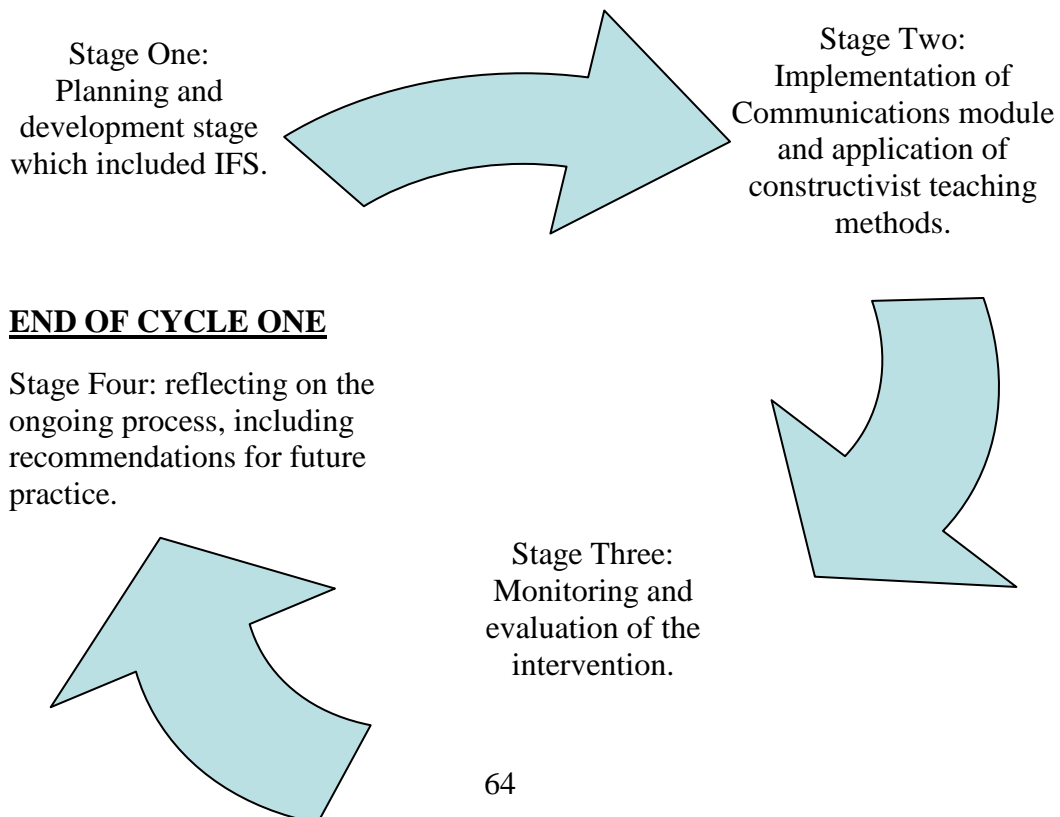 Stage One:
Planning and
development stage
which included IFS.
Stage Two:
Implementation of
Communications module
and application of
constructivist teaching
methods.
END OF CYCLE ONE
Stage Four: reflecting on the
ongoing process, including
recommendations for future
practice.
Stage Three:
Monitoring and
evaluation of the
intervention.
64